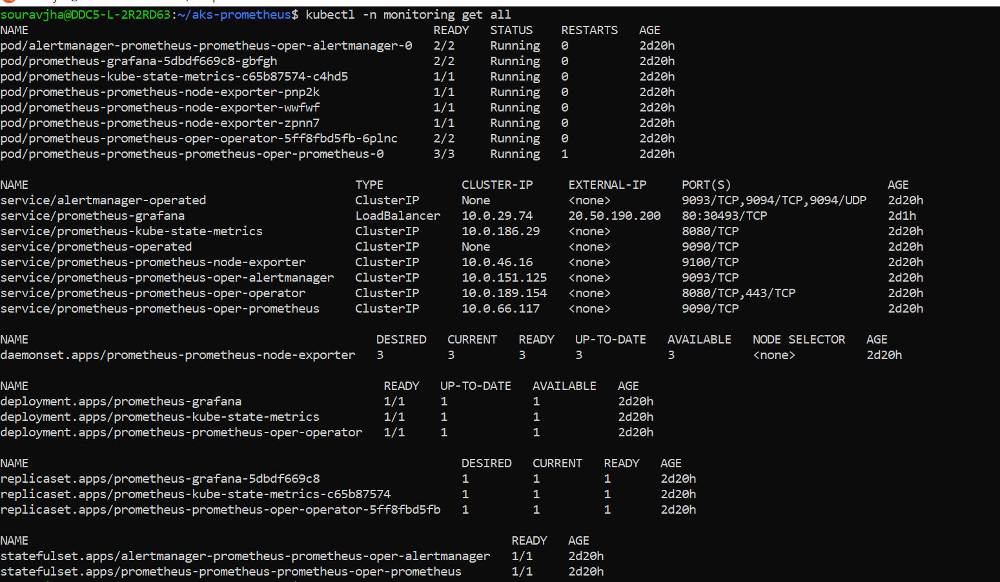 souravjha@DDC5-L-2R2RD63:~/aks-prometheus$ kubectl -n monitoring get all
NAME READY STATUS RESTARTS AGE
pod/alertmanager-prometheus-prometheus-oper-alertmanager-0 2/2 Running 0 2d20h
pod/prometheus-grafana-5dbdf669c8-gbfgh 2/2 Running 0 2d20h
pod/prometheus-kube-state-metrics-c65b87574-c4hd5 1/1 Running 0 2d20h
pod/prometheus-prometheus-node-exporter-pnp2k 1/1 Running 0 2d20h
pod/prometheus-prometheus-node-exporter-wwfwf 1/1 Running 0 2d20h
pod/prometheus-prometheus-node-exporter-zpnn7 1/1 Running 0 2d20h
pod/prometheus-prometheus-oper-operator-5ff8fbd5fb-6plnc 2/2 Running 0 2d20h
pod/prometheus-prometheus-prometheus-oper-prometheus-0 3/3 Running 1 2d20h
NAME TYPE CLUSTER-IP EXTERNAL-IP PORT(S) AGE
service/alertmanager-operated ClusterIP None <none> 9093/TCP,9094/TCP,9094/UDP 2d20h
service/prometheus-grafana LoadBalancer 10.0.29.74 20.50.190.200 80:30493/TCP 2d1h
service/prometheus-kube-state-metrics ClusterIP 10.0.186.29 <none> 8080/TCP 2d20h
service/prometheus-operated ClusterIP None <none> 9090/TCP 2d20h
service/prometheus-prometheus-node-exporter ClusterIP 10.0.46.16 <none> 9100/TCP 2d20h
service/prometheus-prometheus-oper-alertmanager ClusterIP 10.0.151.125 <none> 9093/TCP 2d20h
service/prometheus-prometheus-oper-operator ClusterIP 10.0.189.154 <none> 8080/TCP,443/TCP 2d20h
service/prometheus-prometheus-oper-prometheus ClusterIP 10.0.66.117 <none> 9090/TCP 2d20h
NAME DESIRED CURRENT READY UP-TO-DATE AVAILABLE NODE SELECTOR AGE
daemonset.apps/prometheus-prometheus-node-exporter 3 3 3 3 3 <none> 2d20h
NAME READY UP-TO-DATE AVAILABLE AGE
deployment.apps/prometheus-grafana 1/1 1 1 2d20h
deployment.apps/prometheus-kube-state-metrics 1/1 1 1 2d20h
deployment.apps/prometheus-prometheus-oper-operator 1/1 1 1 2d20h
NAME DESIRED CURRENT READY AGE
replicaset.apps/prometheus-grafana-5dbdf669c8 1 1 1 2d20h
replicaset.apps/prometheus-kube-state-metrics-c65b87574 1 1 1 2d20h
replicaset.apps/prometheus-prometheus-oper-operator-5ff8fbd5fb 1 1 1 2d20h
NAME READY AGE
statefulset.apps/alertmanager-prometheus-prometheus-oper-alertmanager 1/1 2d20h
statefulset.apps/prometheus-prometheus-prometheus-oper-prometheus 1/1 2d20h